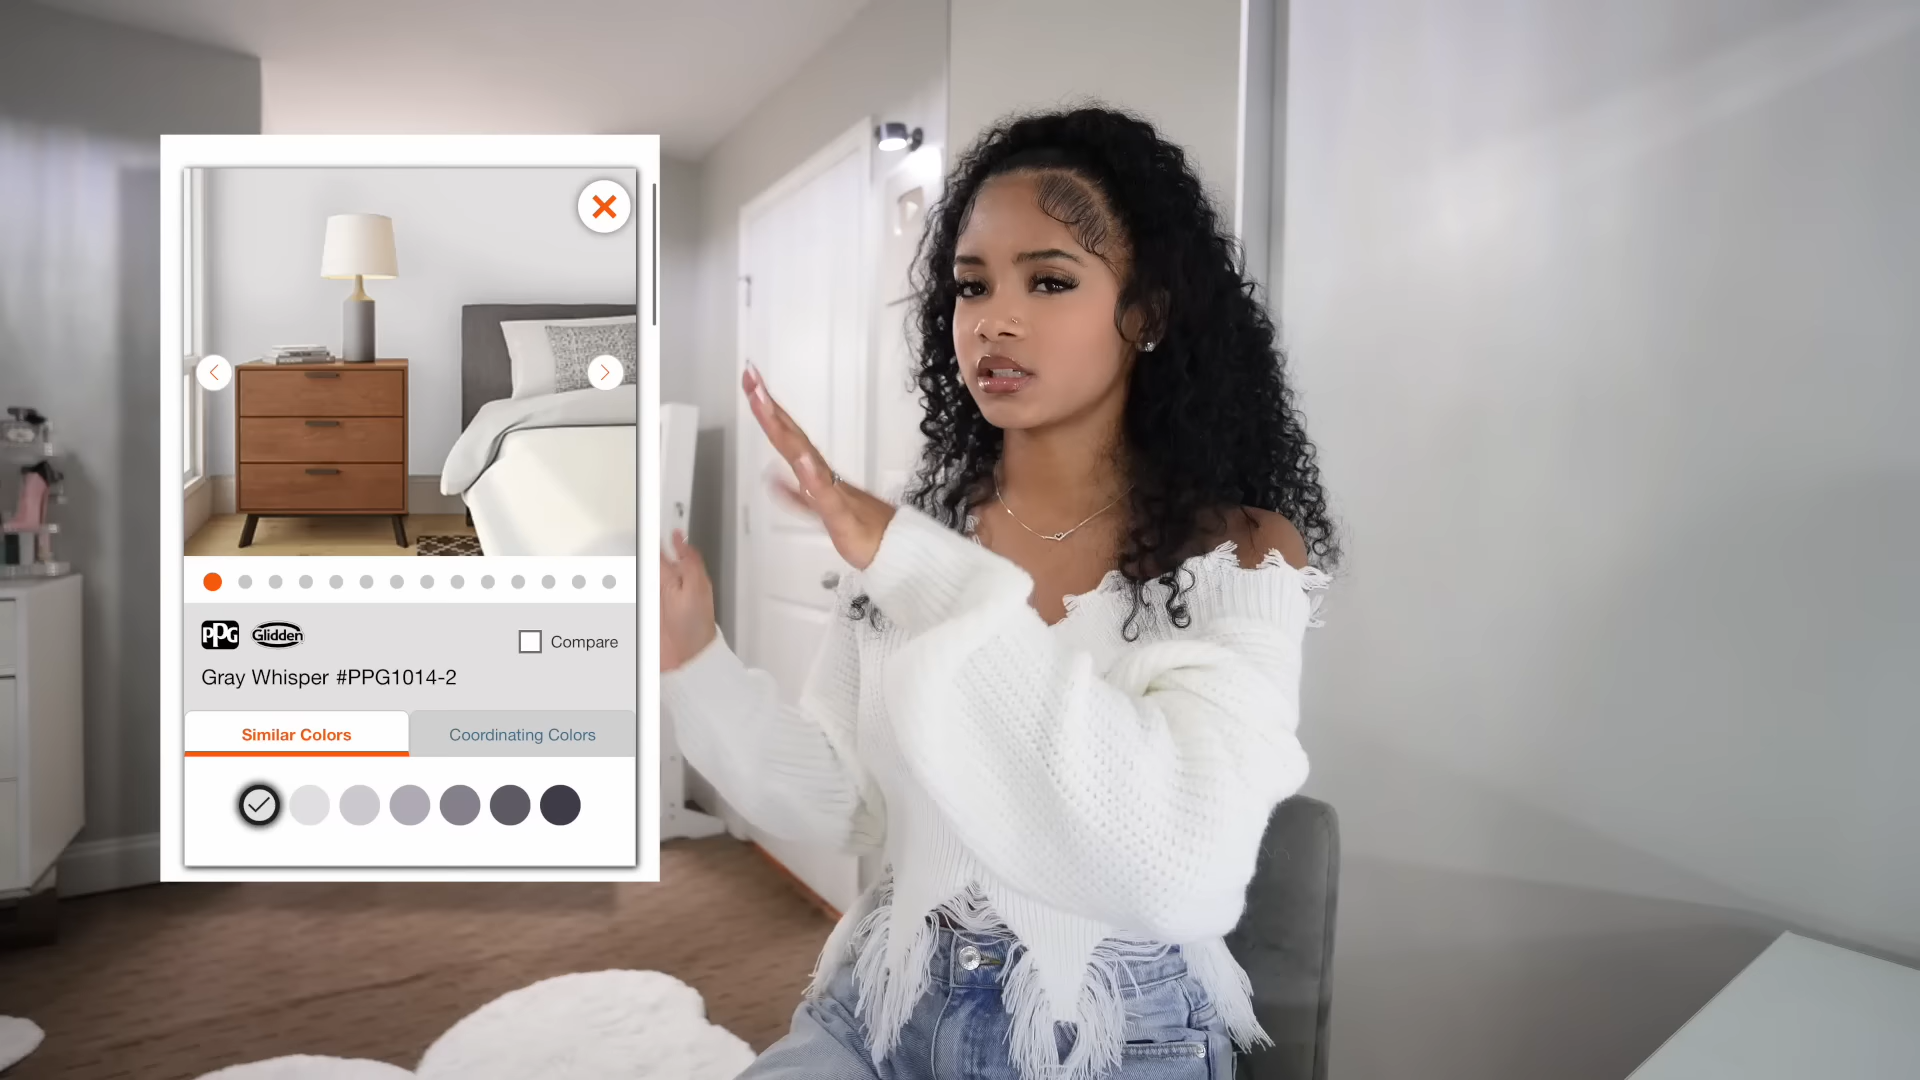 PPG Glidden
Compare
Gray Whisper #PPG1014-2
Similar Colors
Coordinating Colors